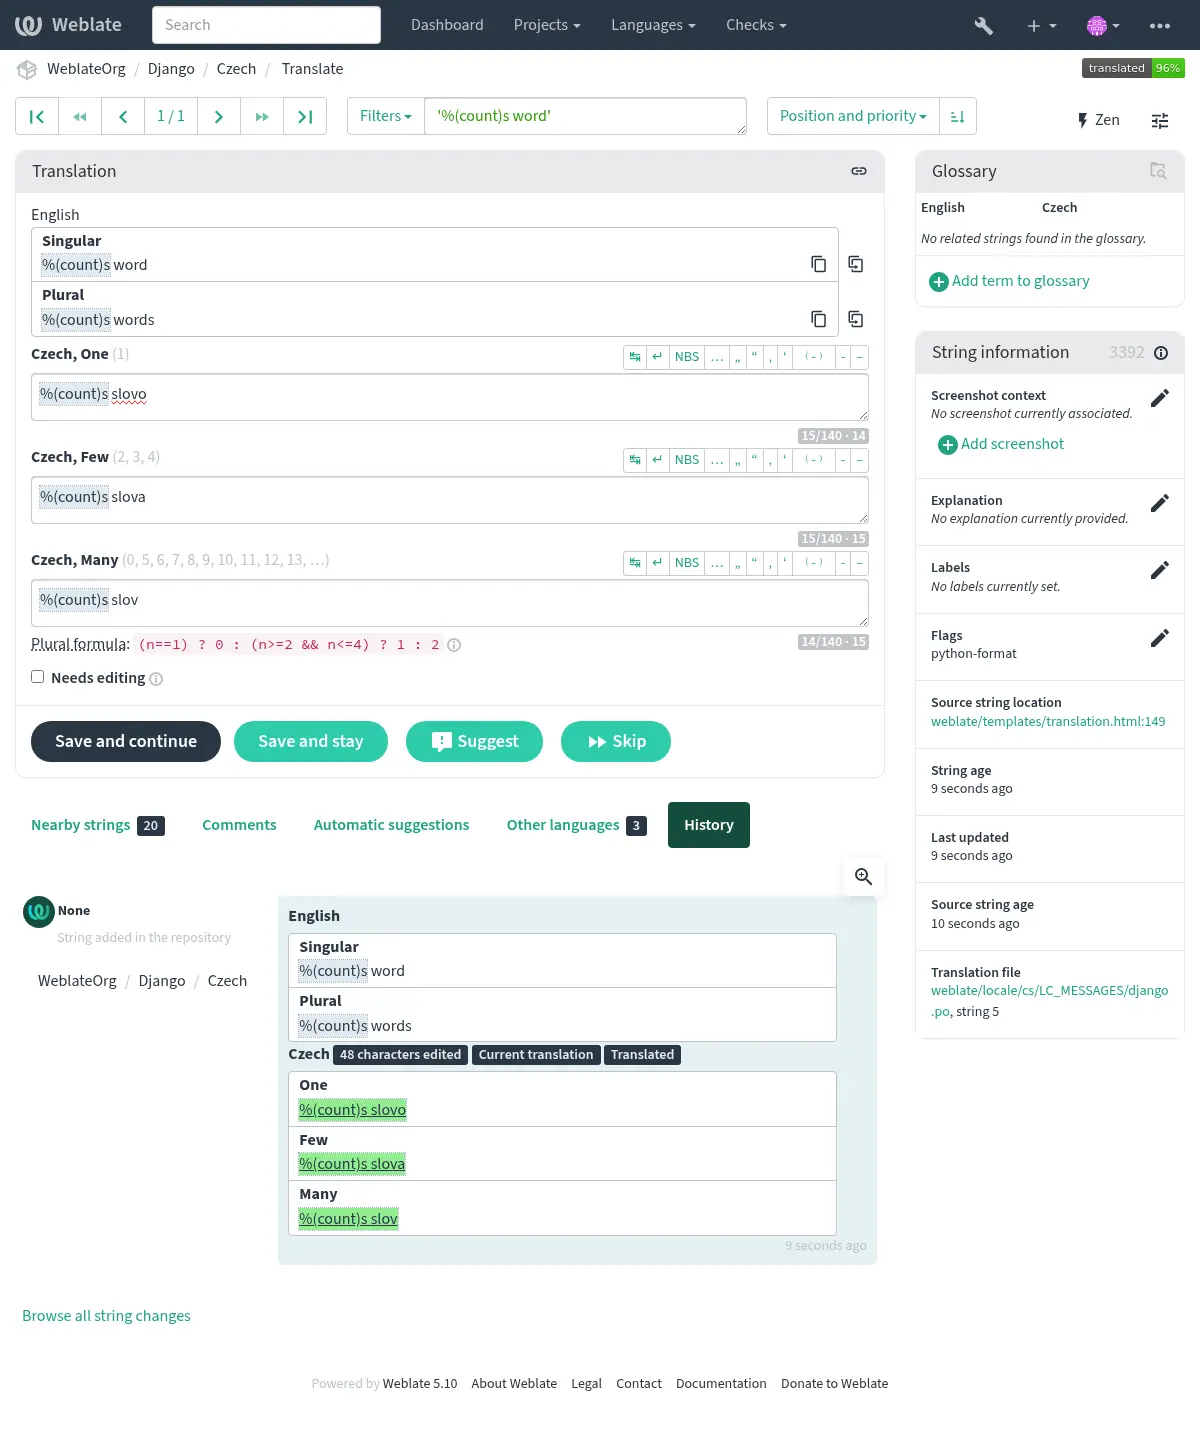 Weblate Search Dashboard Projects Languages Checks
WeblateOrg / Django / Czech / Translate translated 96%
1 / 1 Filters '%(count)s word' Position and priority Zen
Translation
English
Singular
%(count)s word
Plural
%(count)s words
Czech, One (1) NBS … „ “ ‚ ‘ (-) - –
%(count)s slovo
15/140 · 14
Czech, Few (2, 3, 4) NBS … „ “ ‚ ‘ (-) - –
%(count)s slova
15/140 · 15
Czech, Many (0, 5, 6, 7, 8, 9, 10, 11, 12, 13, …) NBS … „ “ ‚ ‘ (-) - –
%(count)s slov
14/140 · 15
Plural formula: (n==1) ? 0 : (n>=2 && n<=4) ? 1 : 2
Needs editing
Save and continue Save and stay Suggest Skip
Glossary
English Czech
No related strings found in the glossary.
Add term to glossary
String information 3392
Screenshot context
No screenshot currently associated.
Add screenshot
Explanation
No explanation currently provided.
Labels
No labels currently set.
Flags
python-format
Source string location
weblate/templates/translation.html:149
String age
9 seconds ago
Last updated
9 seconds ago
Source string age
10 seconds ago
Translation file
weblate/locale/cs/LC_MESSAGES/django
.po, string 5
Nearby strings 20 Comments Automatic suggestions Other languages 3 History
None
String added in the repository
WeblateOrg / Django / Czech
English
Singular
%(count)s word
Plural
%(count)s words
Czech 48 characters edited Current translation Translated
One
%(count)s slovo
Few
%(count)s slova
Many
%(count)s slov
9 seconds ago
Browse all string changes
Powered by Weblate 5.10 About Weblate Legal Contact Documentation Donate to Weblate